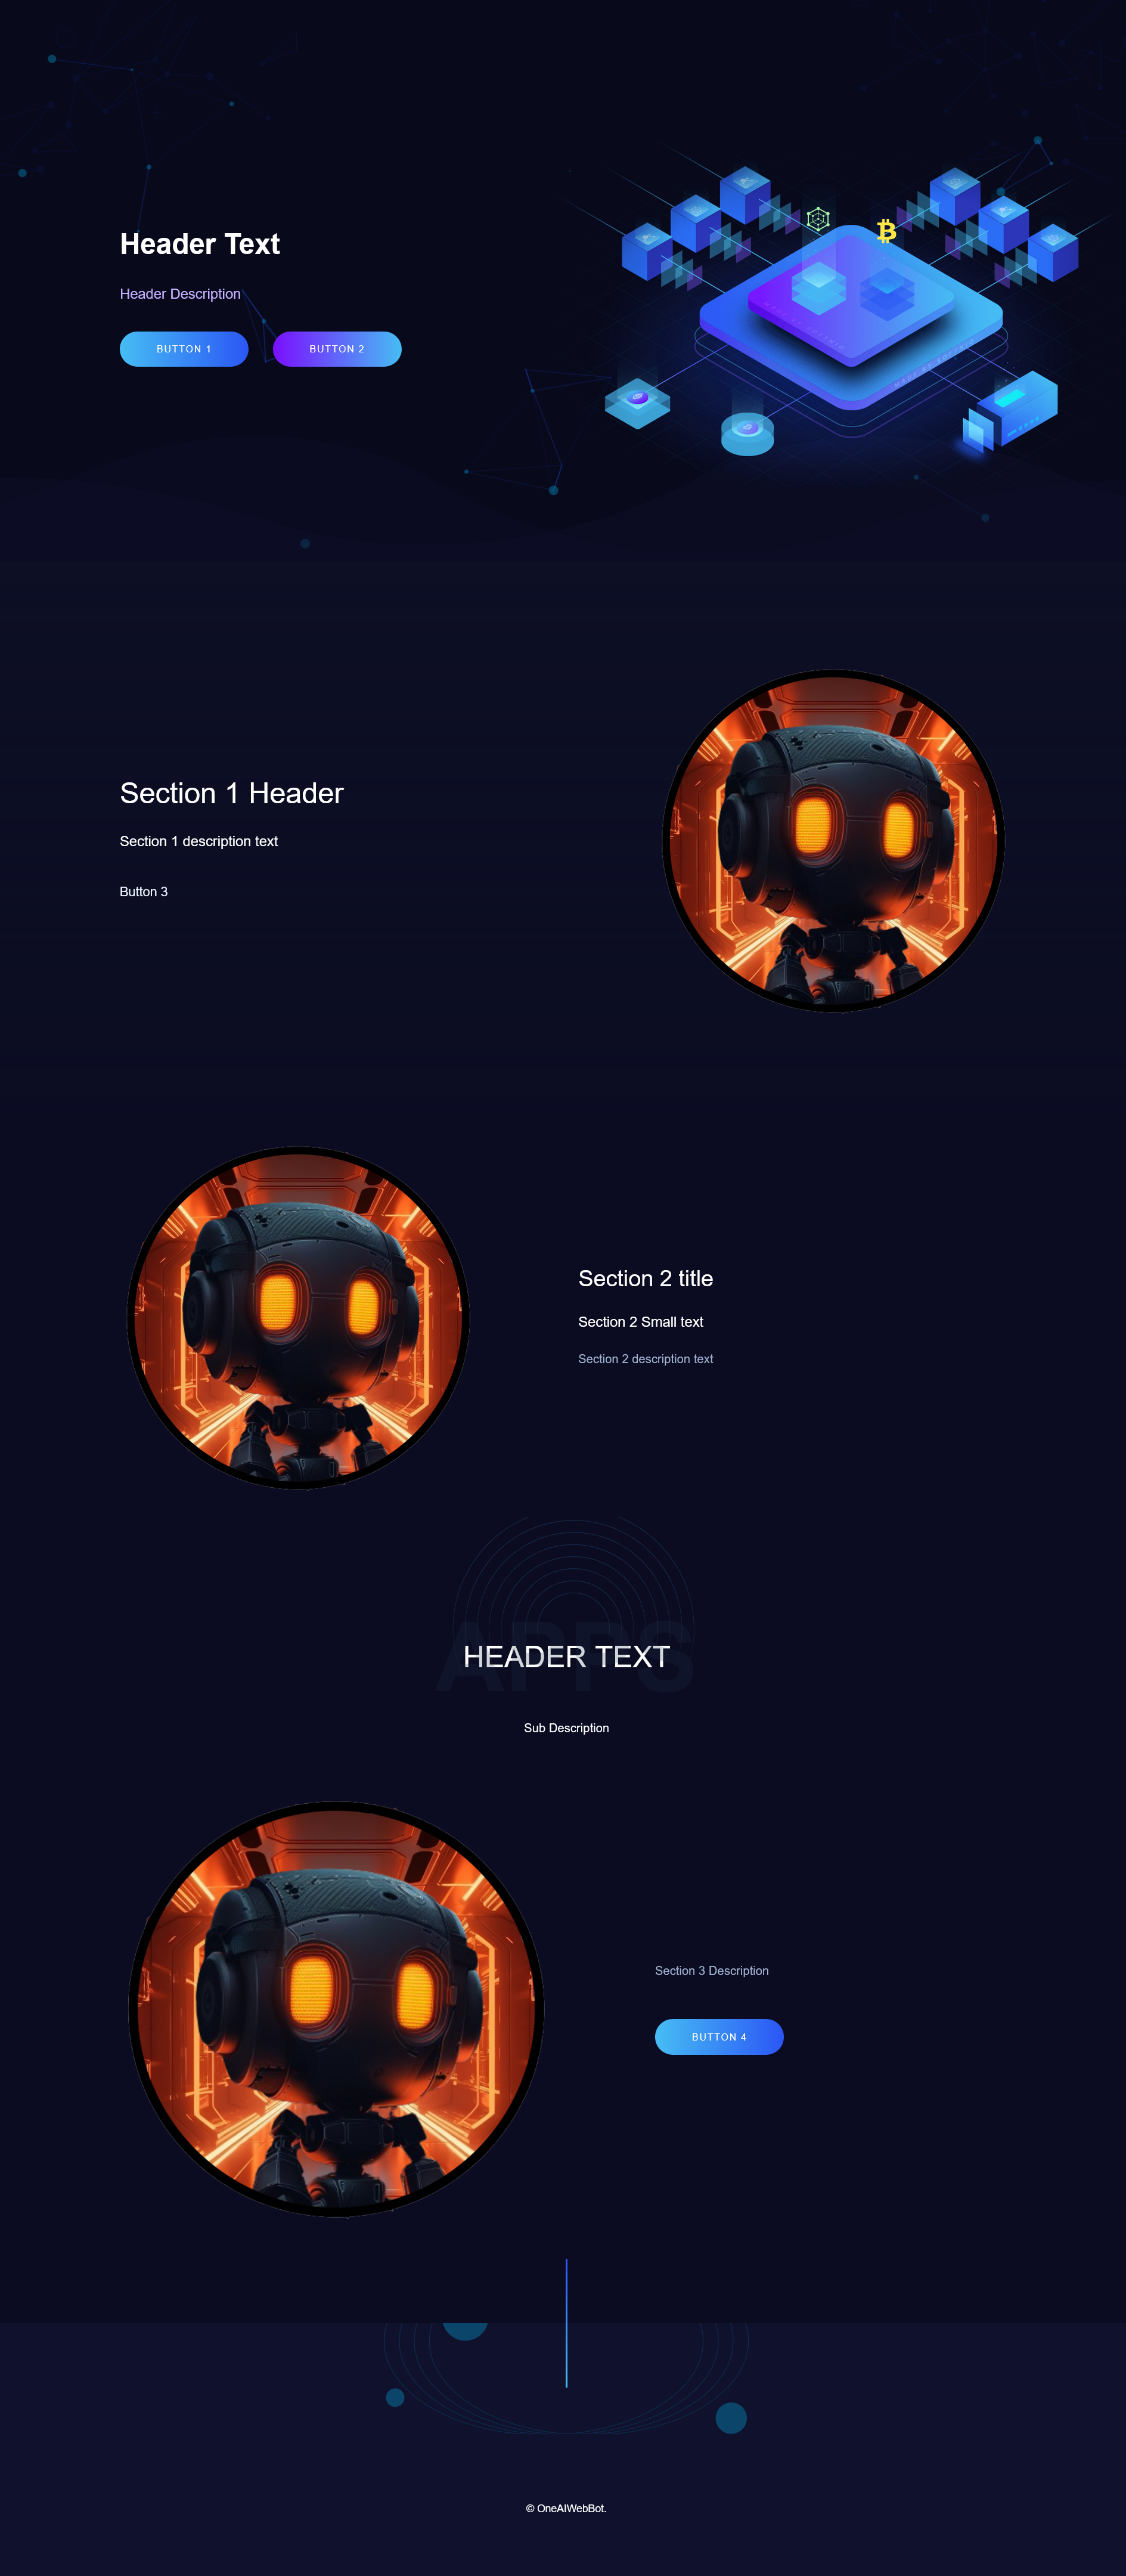 Header Text
Header Description
BUTTON 1
BUTTON 2
Section 1 Header
Section 1 description text
Button 3
Section 2 title
Section 2 Small text
Section 2 description text
APPS
HEADER TEXT
Sub Description
Section 3 Description
BUTTON 4
© OneAIWebBot.